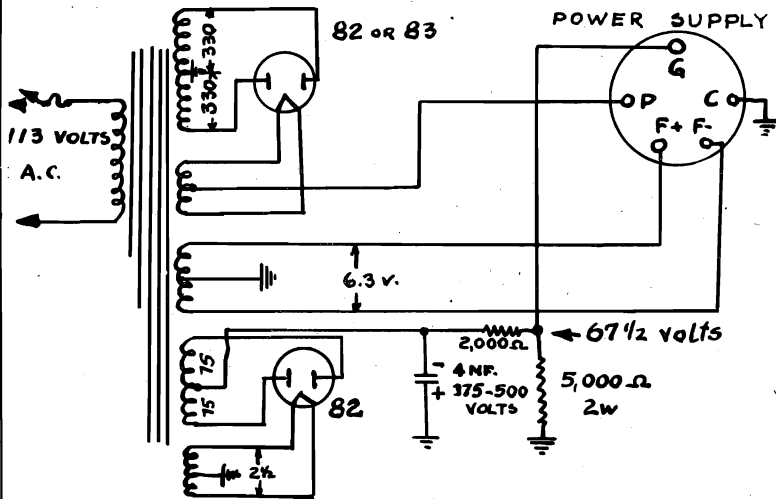 POWER SUPPLY
82 OR 83
330
330
G
P
C
F+ F-
113 VOLTS
A.C.
6.3 V.
75
75
82
2½
2,000Ω
67½ volts
- 4 NF.
+ 375-500
VOLTS
5,000Ω
2W